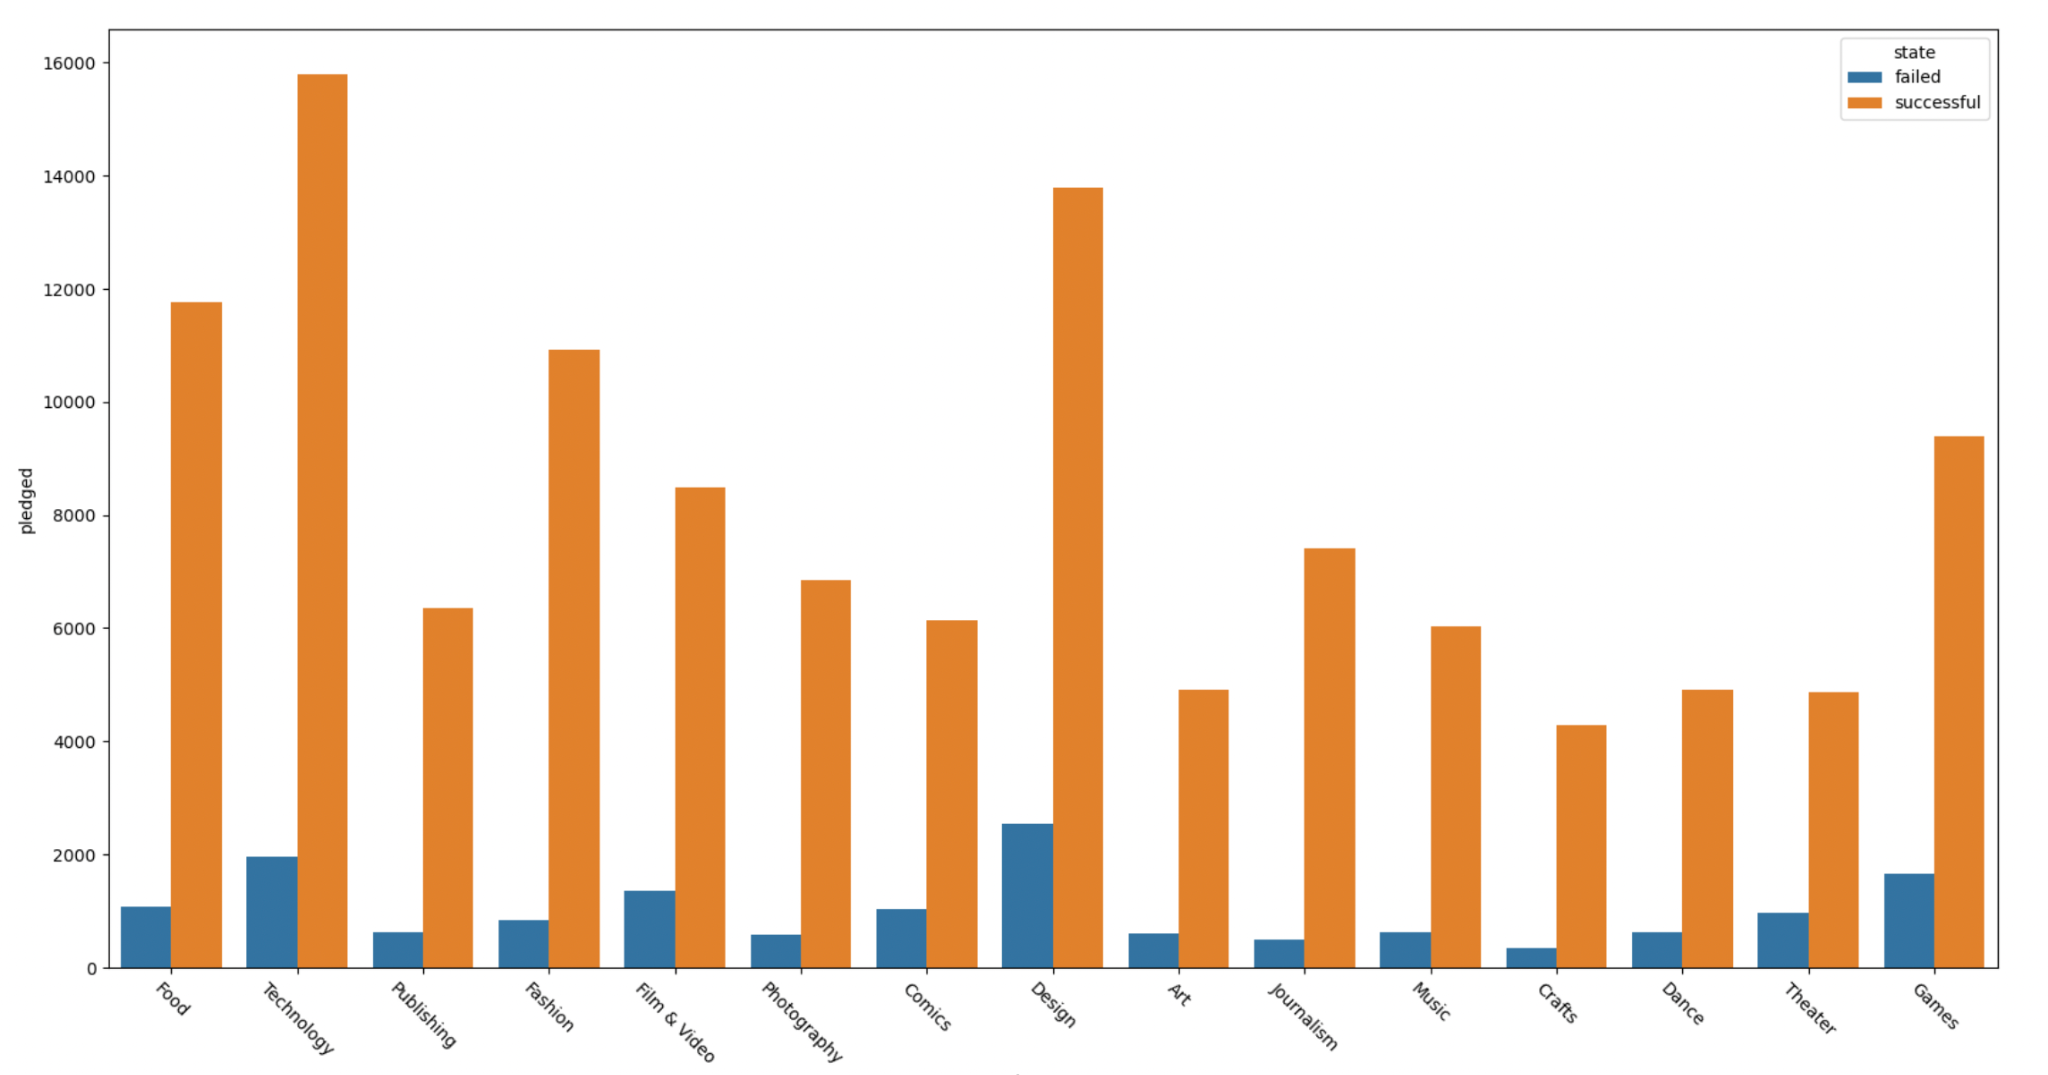 state
failed
successful
16000
14000
12000
10000
8000
6000
4000
2000
0
pledged
Food
Technology
Publishing
Fashion
Film & Video
Photography
Comics
Design
Art
Journalism
Music
Crafts
Dance
Theater
Games